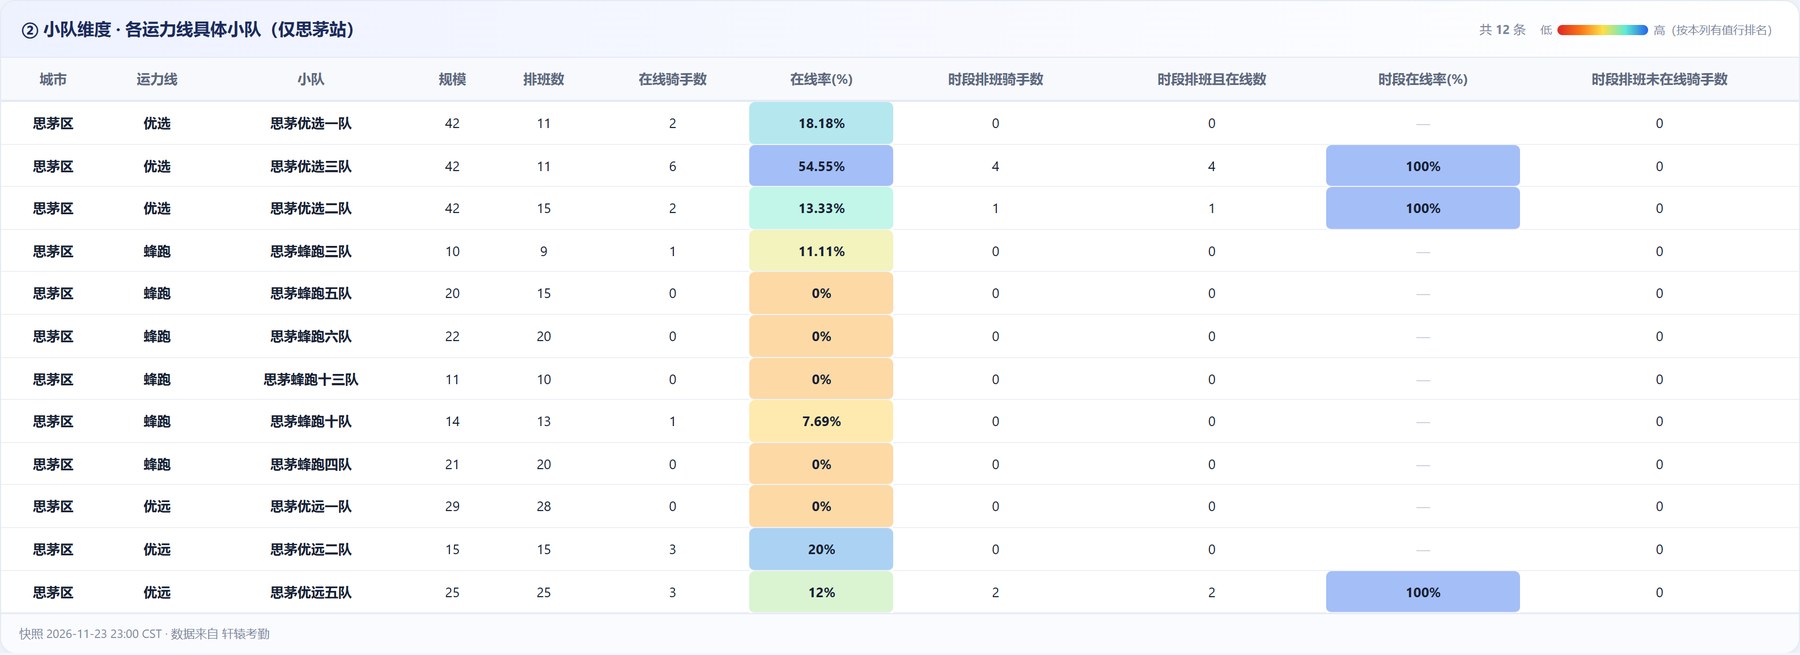 ② 小队维度 · 各运力线具体小队（仅思茅站） 共 12 条 低 高 (按本列有值行排名)
城市 运力线 小队 规模 排班数 在线骑手数 在线率(%) 时段排班骑手数 时段排班且在线数 时段在线率(%) 时段排班未在线骑手数
思茅区 优选 思茅优选一队 42 11 2 18.18% 0 0 — 0
思茅区 优选 思茅优选三队 42 11 6 54.55% 4 4 100% 0
思茅区 优选 思茅优选二队 42 15 2 13.33% 1 1 100% 0
思茅区 蜂跑 思茅蜂跑三队 10 9 1 11.11% 0 0 — 0
思茅区 蜂跑 思茅蜂跑五队 20 15 0 0% 0 0 — 0
思茅区 蜂跑 思茅蜂跑六队 22 20 0 0% 0 0 — 0
思茅区 蜂跑 思茅蜂跑十三队 11 10 0 0% 0 0 — 0
思茅区 蜂跑 思茅蜂跑十队 14 13 1 7.69% 0 0 — 0
思茅区 蜂跑 思茅蜂跑四队 21 20 0 0% 0 0 — 0
思茅区 优远 思茅优远一队 29 28 0 0% 0 0 — 0
思茅区 优远 思茅优远二队 15 15 3 20% 0 0 — 0
思茅区 优远 思茅优远五队 25 25 3 12% 2 2 100% 0
快照 2026-11-23 23:00 CST · 数据来自 轩辕考勤